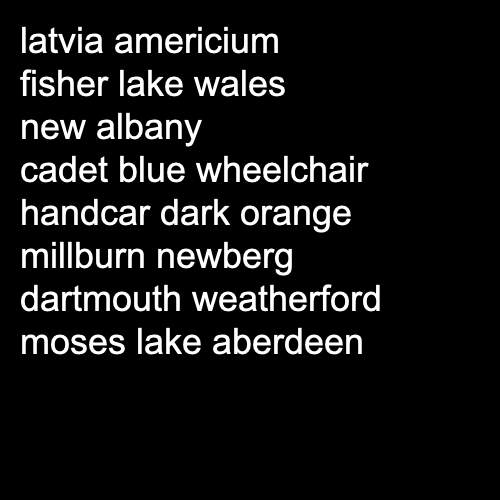 latvia americium
fisher lake wales
new albany
cadet blue wheelchair
handcar dark orange
millburn newberg
dartmouth weatherford
moses lake aberdeen